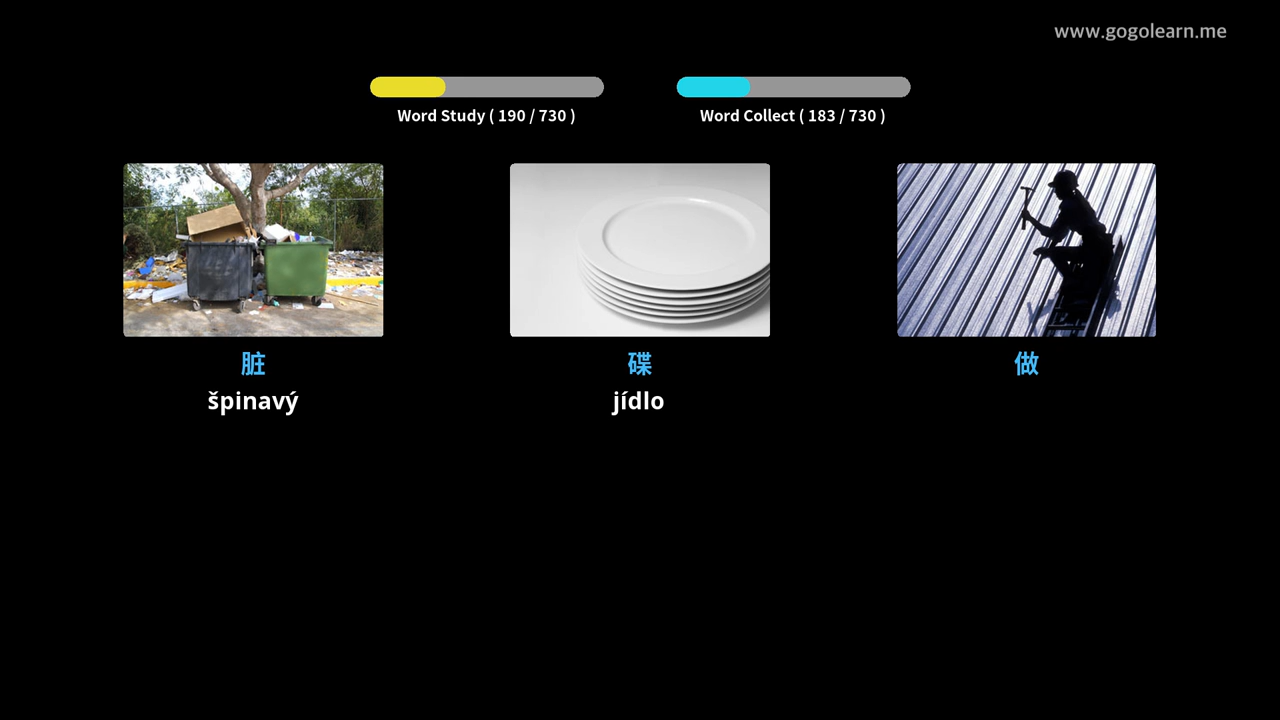 www.gogolearn.me
Word Study ( 190 / 730 )
Word Collect ( 183 / 730 )
脏
碟
做
špinavý
jídlo